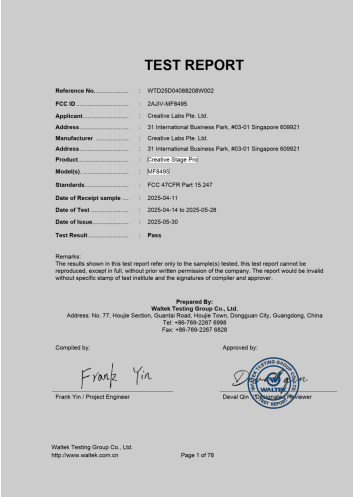 TEST REPORT
Reference No. .................... : WTD25D04088208W002
FCC ID ............................ : 2AJIV-MF8495
Applicant .......................... : Creative Labs Pte. Ltd.
Address ............................ : 31 International Business Park, #03-01 Singapore 609921
Manufacturer .................... : Creative Labs Pte. Ltd.
Address ............................ : 31 International Business Park, #03-01 Singapore 609921
Product ............................. : Creative Stage Pro
Model(s) ............................ : MF8495
Standards .......................... : FCC 47CFR Part 15.247
Date of Receipt sample .... : 2025-04-11
Date of Test ...................... : 2025-04-14 to 2025-05-28
Date of Issue ..................... : 2025-05-30
Test Result ........................ : Pass
Remarks:
The results shown in this test report refer only to the sample(s) tested, this test report cannot be
reproduced, except in full, without prior written permission of the company. The report would be invalid
without specific stamp of test institute and the signatures of compiler and approver.
Prepared By:
Waltek Testing Group Co., Ltd.
Address: No. 77, Houjie Section, Guantai Road, Houjie Town, Dongguan City, Guangdong, China
Tel: +86-769-2267 6998
Fax: +86-769-2267 6828
Compiled by: Approved by:
Frank Yin
WALTEK TESTING GROUP CO., LTD.
WALTEK
TEST REPORT
Frank Yin / Project Engineer Deval Qin / Designated Reviewer
Waltek Testing Group Co., Ltd.
http://www.waltek.com.cn Page 1 of 78